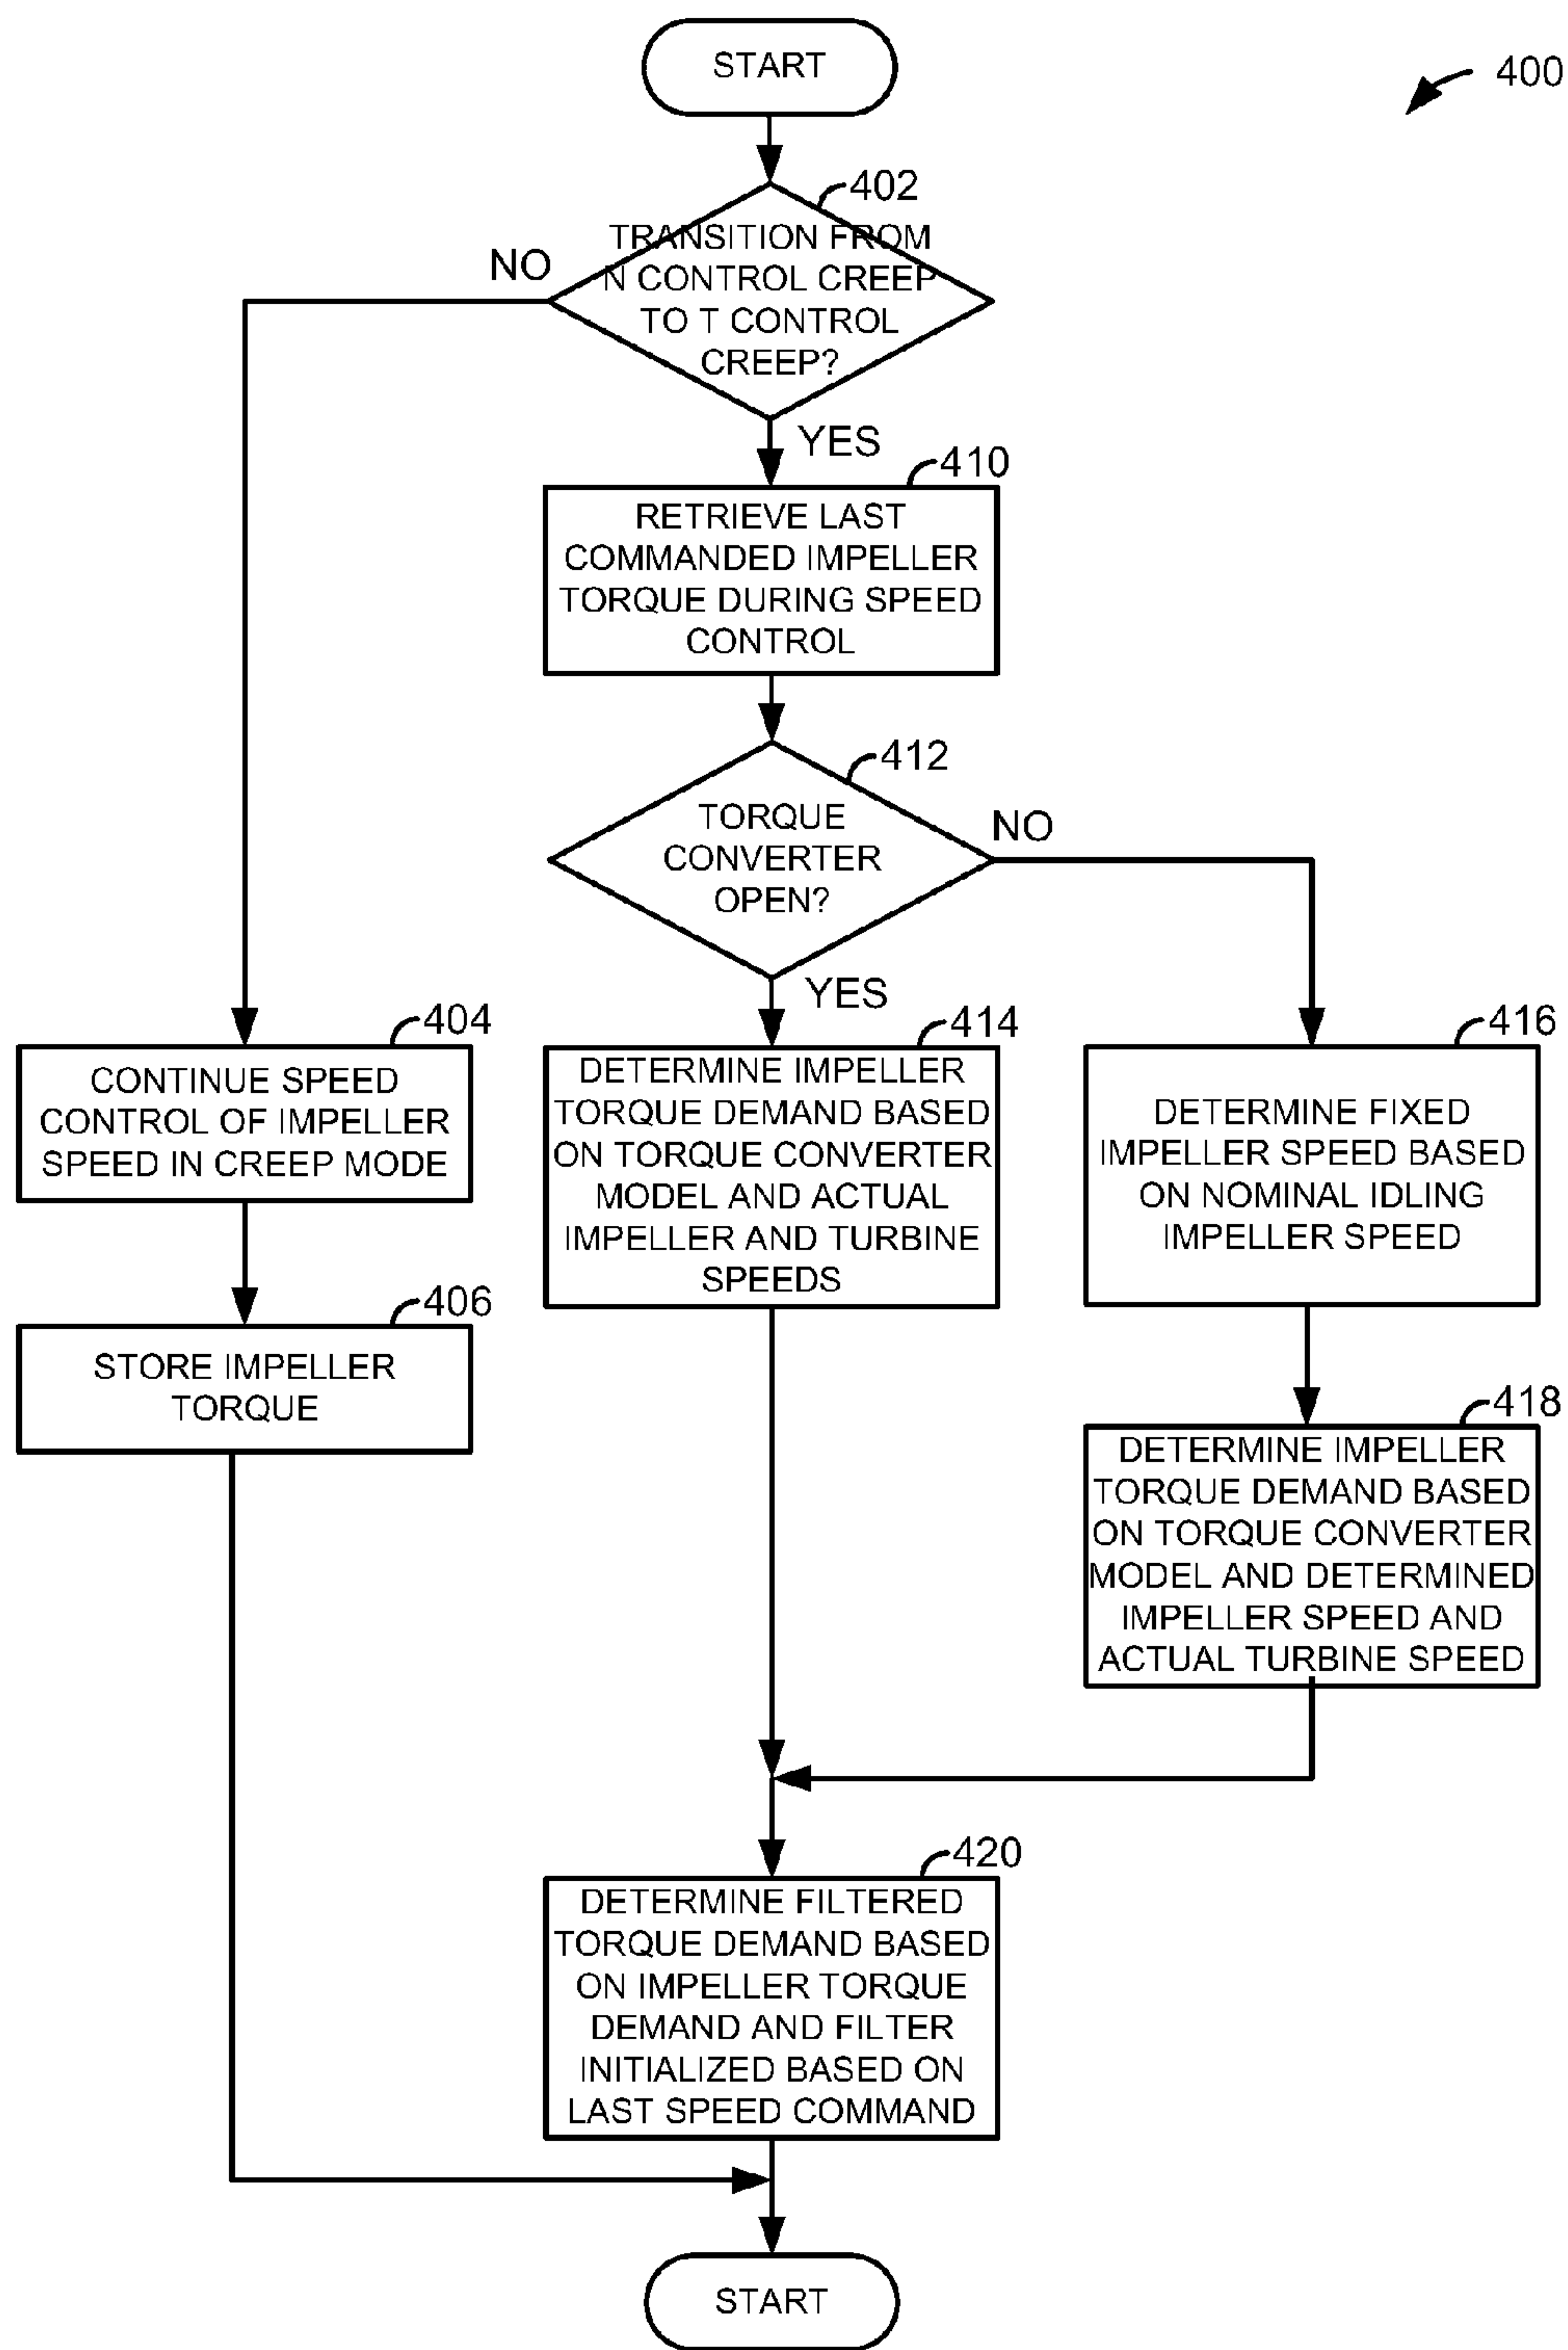 START
400
402
TRANSITION FROM
N CONTROL CREEP
TO T CONTROL
CREEP?
NO
YES
410
RETRIEVE LAST
COMMANDED IMPELLER
TORQUE DURING SPEED
CONTROL
412
TORQUE
CONVERTER
OPEN?
NO
YES
404
CONTINUE SPEED
CONTROL OF IMPELLER
SPEED IN CREEP MODE
414
DETERMINE IMPELLER
TORQUE DEMAND BASED
ON TORQUE CONVERTER
MODEL AND ACTUAL
IMPELLER AND TURBINE
SPEEDS
416
DETERMINE FIXED
IMPELLER SPEED BASED
ON NOMINAL IDLING
IMPELLER SPEED
406
STORE IMPELLER
TORQUE
418
DETERMINE IMPELLER
TORQUE DEMAND BASED
ON TORQUE CONVERTER
MODEL AND DETERMINED
IMPELLER SPEED AND
ACTUAL TURBINE SPEED
420
DETERMINE FILTERED
TORQUE DEMAND BASED
ON IMPELLER TORQUE
DEMAND AND FILTER
INITIALIZED BASED ON
LAST SPEED COMMAND
START